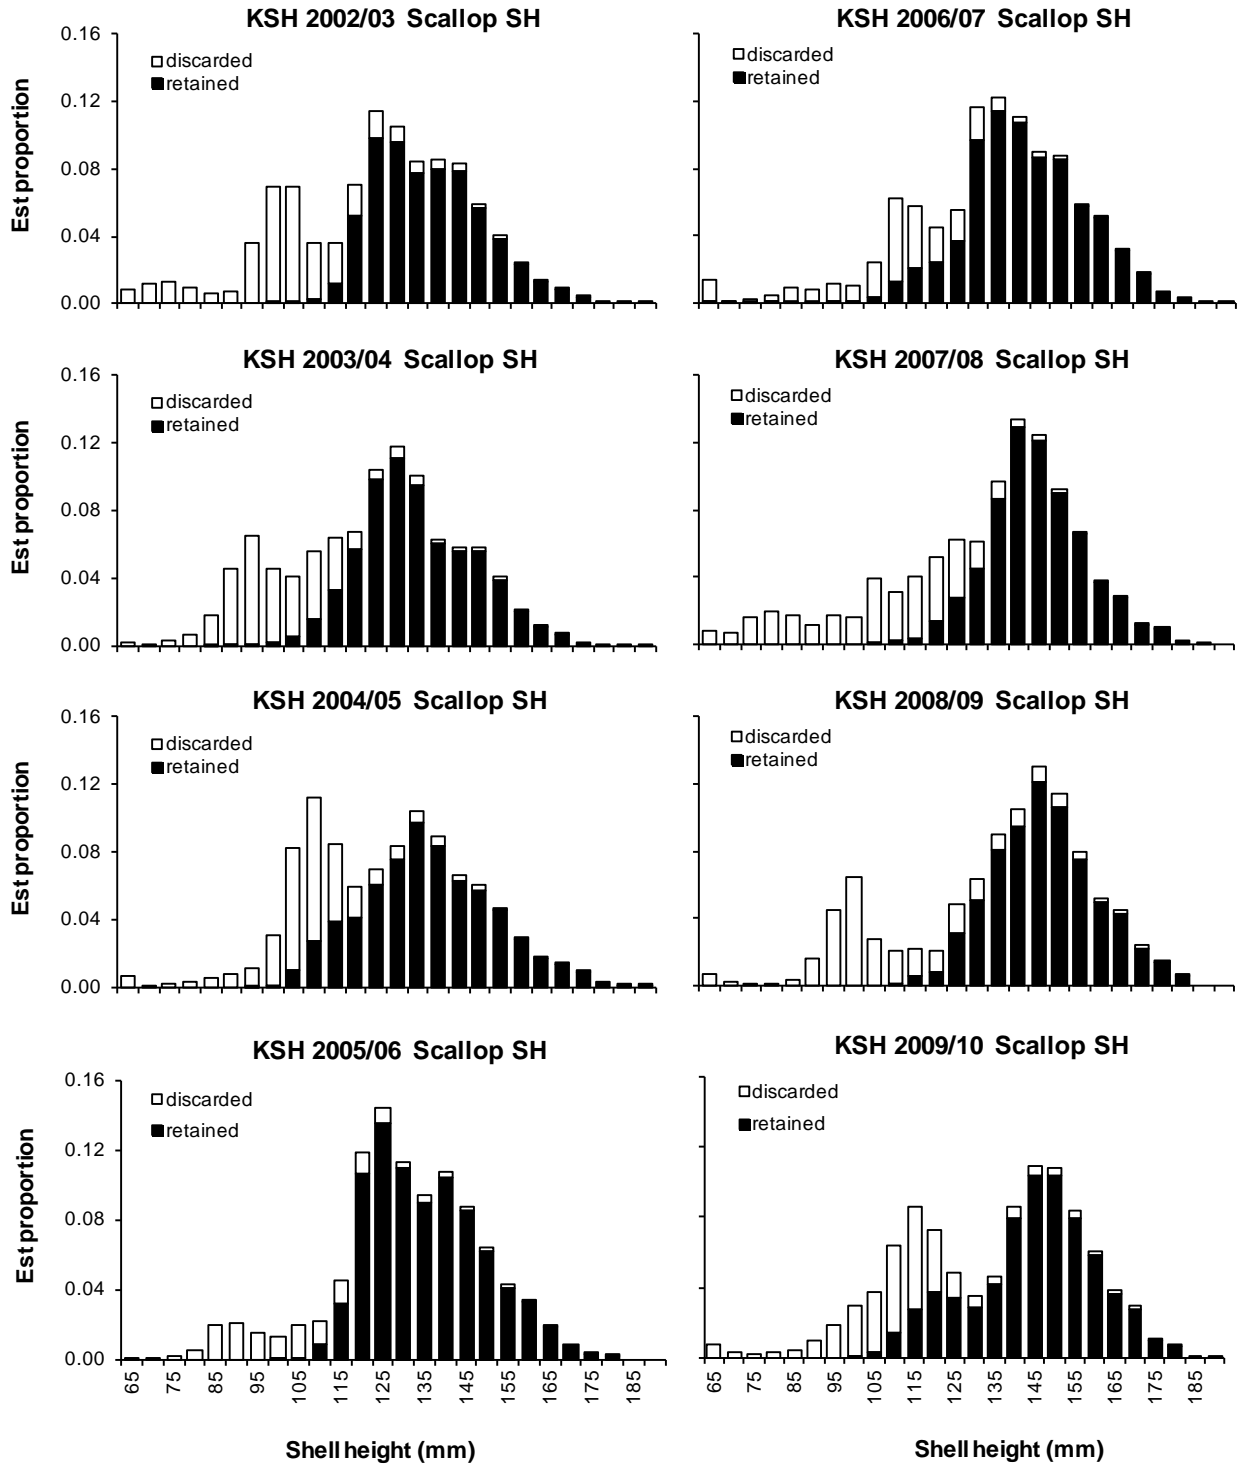 KSH 2002/03 Scallop SH
0.16
0.12
0.08
0.04
0.00
Est proportion
discarded
retained
KSH 2006/07 Scallop SH
discarded
retained
KSH 2003/04 Scallop SH
0.16
0.12
0.08
0.04
0.00
Est proportion
discarded
retained
KSH 2007/08 Scallop SH
discarded
retained
KSH 2004/05 Scallop SH
0.16
0.12
0.08
0.04
0.00
Est proportion
discarded
retained
KSH 2008/09 Scallop SH
discarded
retained
KSH 2005/06 Scallop SH
0.16
0.12
0.08
0.04
0.00
Est proportion
discarded
retained
65 75 85 95 105 115 125 135 145 155 165 175 185
Shell height (mm)
KSH 2009/10 Scallop SH
discarded
retained
65 75 85 95 105 115 125 135 145 155 165 175 185
Shell height (mm)